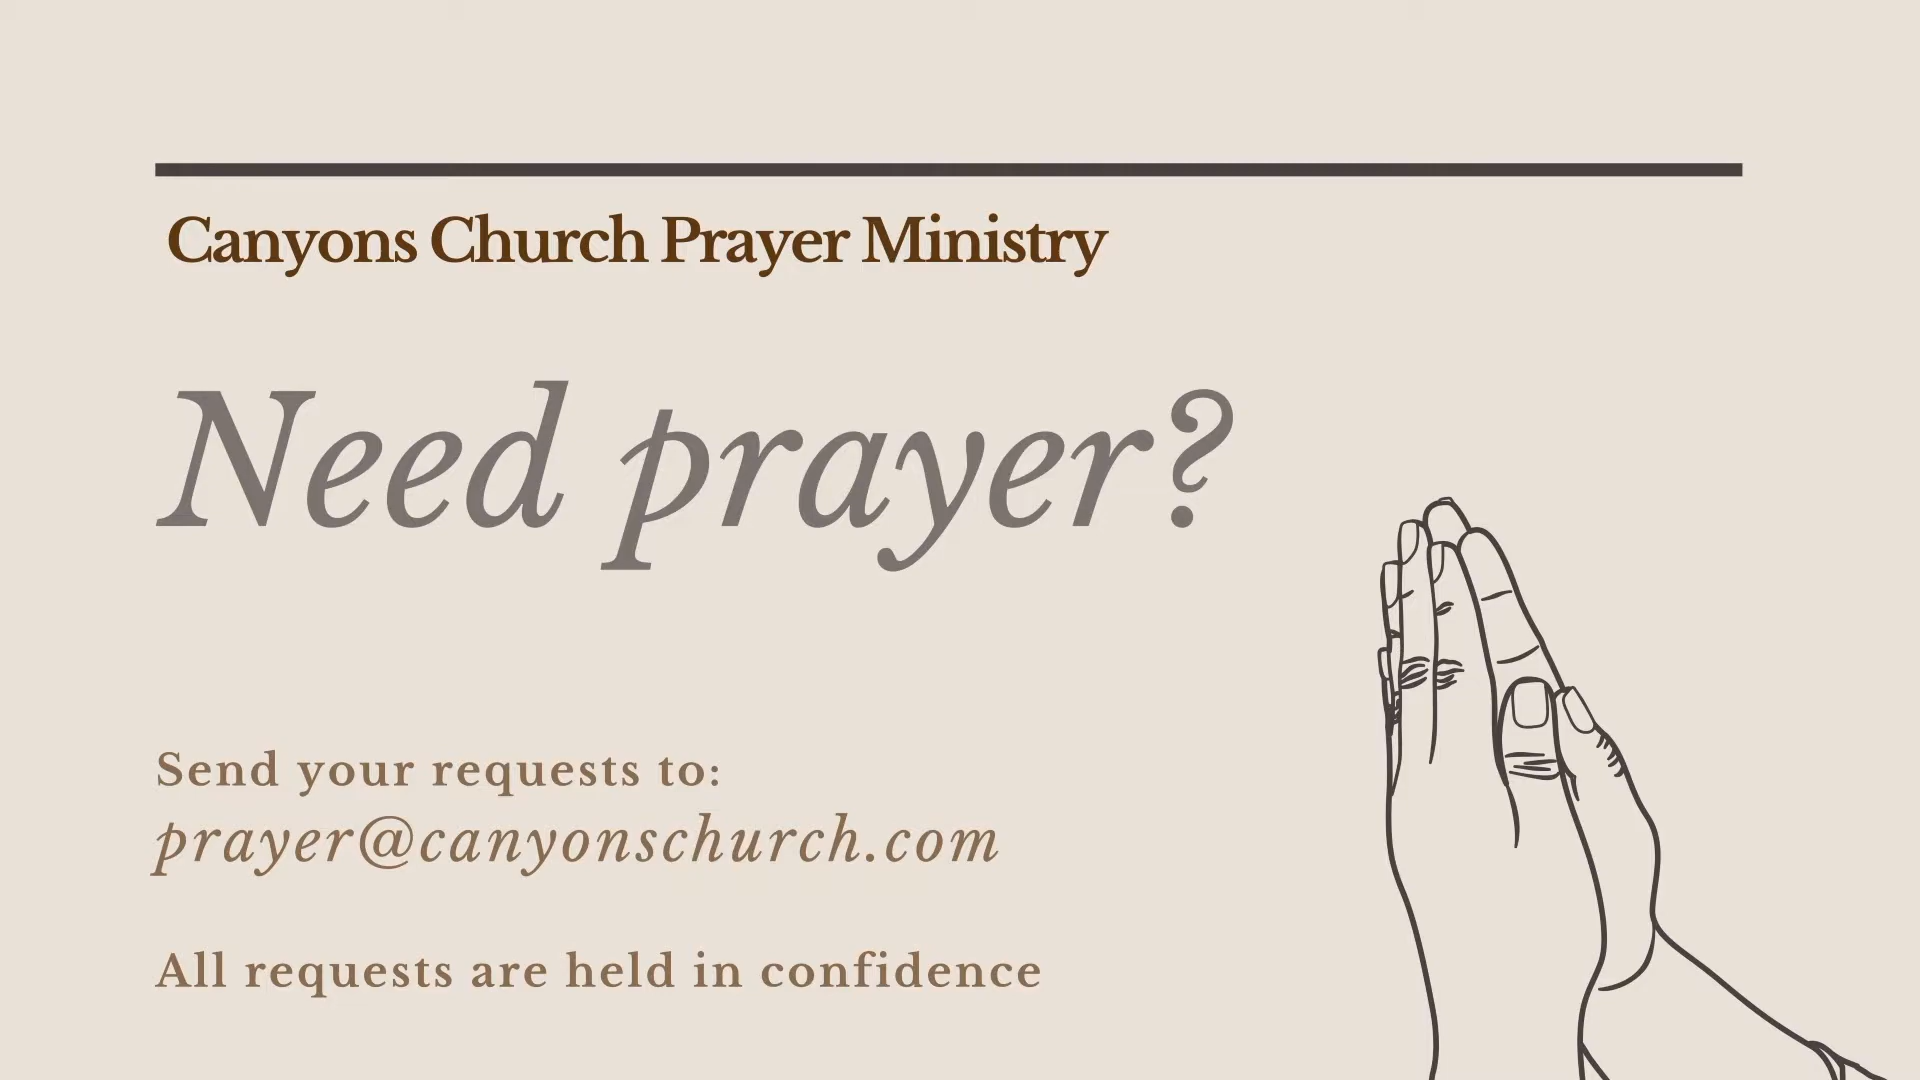 Canyons Church Prayer Ministry
Need prayer?
Send your requests to:
prayer@canyonschurch.com
All requests are held in confidence